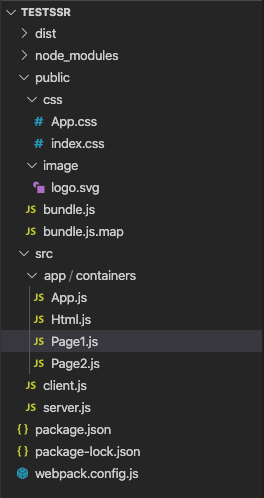 TESTSSR
dist
node_modules
public
css
# App.css
# index.css
image
logo.svg
JS bundle.js
JS bundle.js.map
src
app / containers
JS App.js
JS Html.js
JS Page1.js
JS Page2.js
JS client.js
JS server.js
{ } package.json
{ } package-lock.json
webpack.config.js